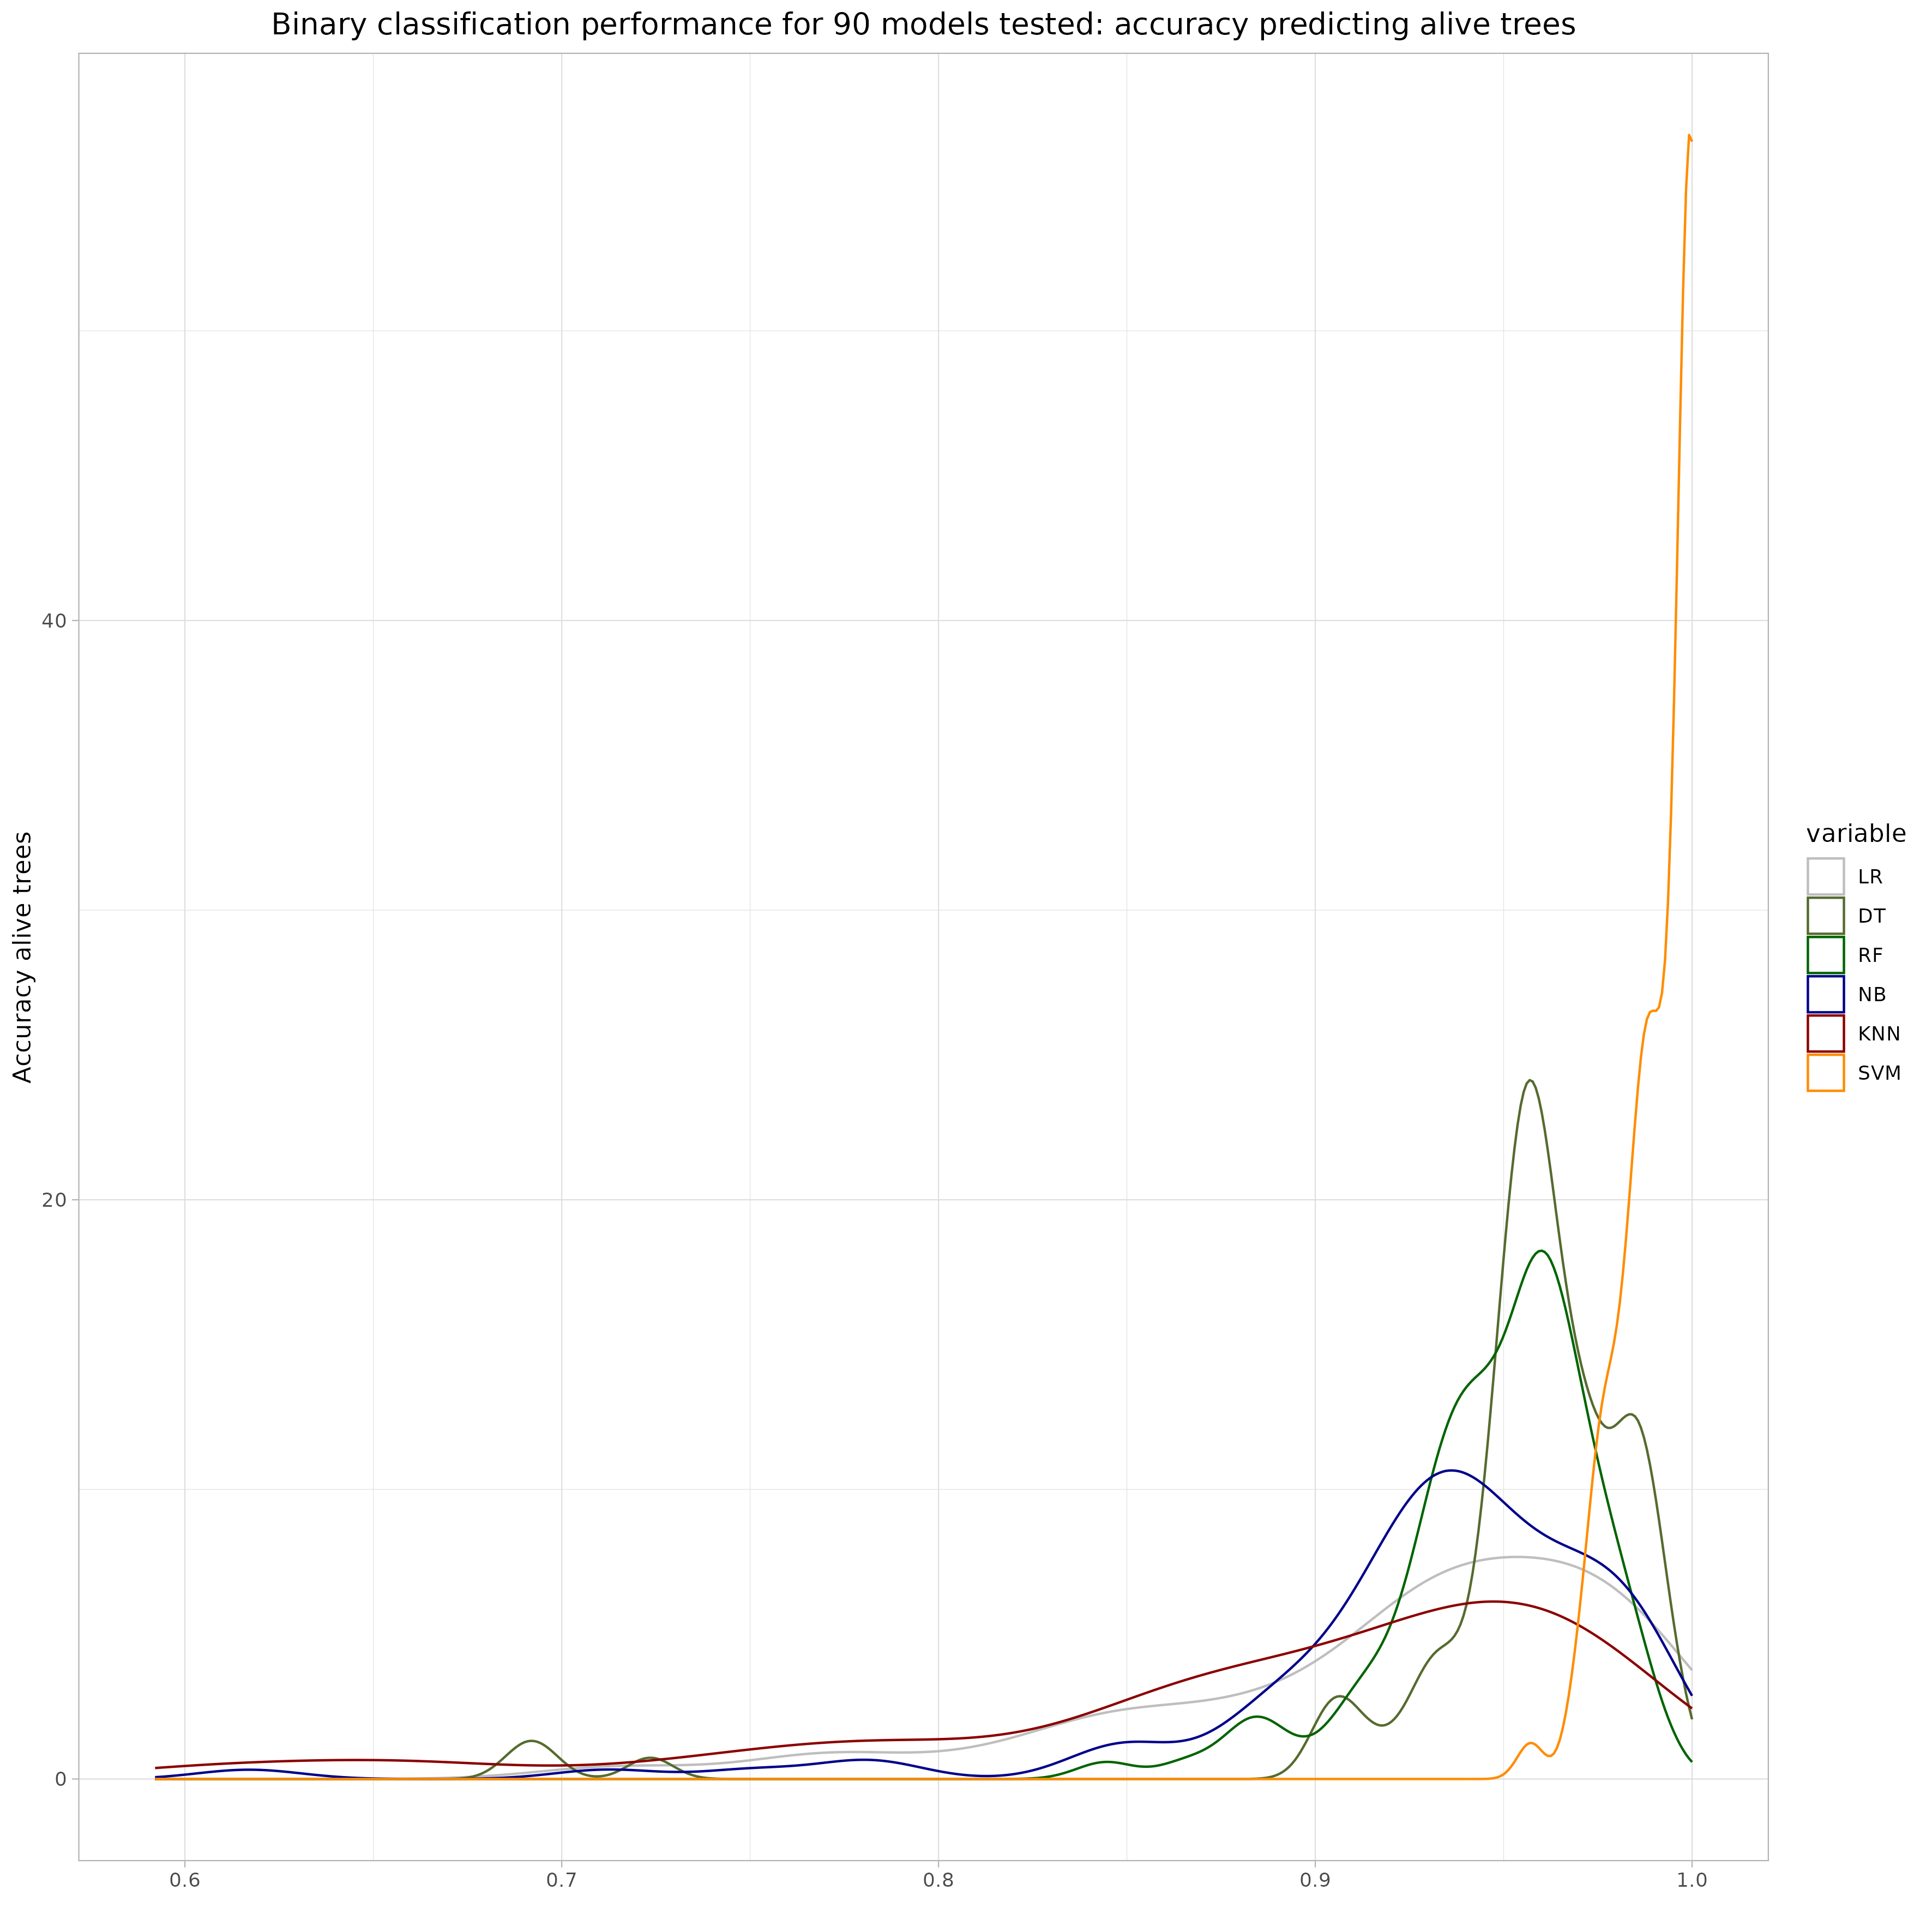 Binary classification performance for 90 models tested: accuracy predicting alive trees
Accuracy alive trees
40
20
0
0.6
0.7
0.8
0.9
1.0
variable
LR
DT
RF
NB
KNN
SVM